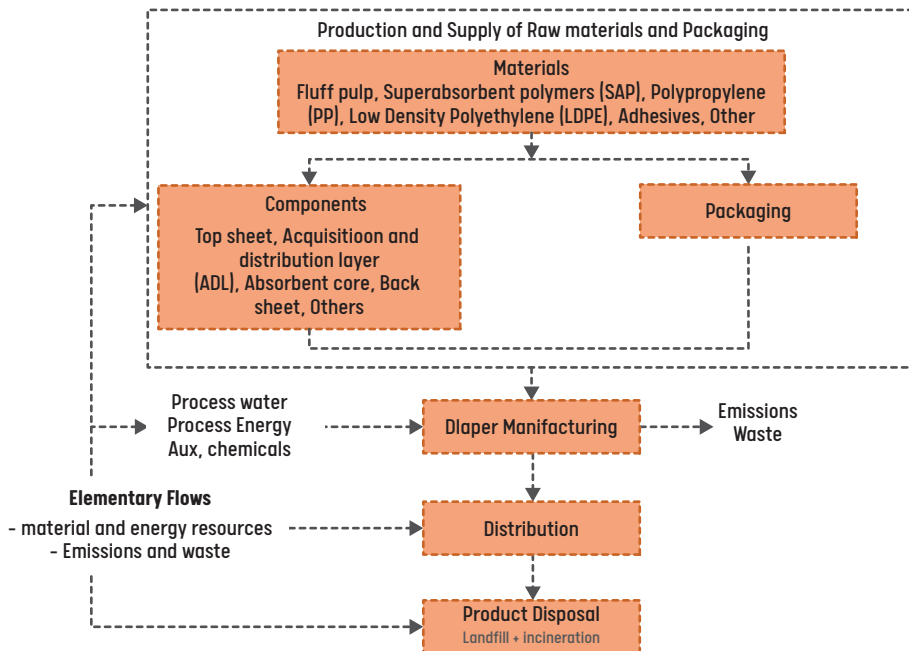 Production and Supply of Raw materials and Packaging
Materials
Fluff pulp, Superabsorbent polymers (SAP), Polypropylene
(PP), Low Density Polyethylene (LDPE), Adhesives, Other
Components
Top sheet, Acquisitioon and
distribution layer
(ADL), Absorbent core, Back
sheet, Others
Packaging
Process water
Process Energy
Aux, chemicals
Dlaper Manifacturing
Emissions
Waste
Elementary Flows
- material and energy resources
- Emissions and waste
Distribution
Product Disposal
Landfill + incineration